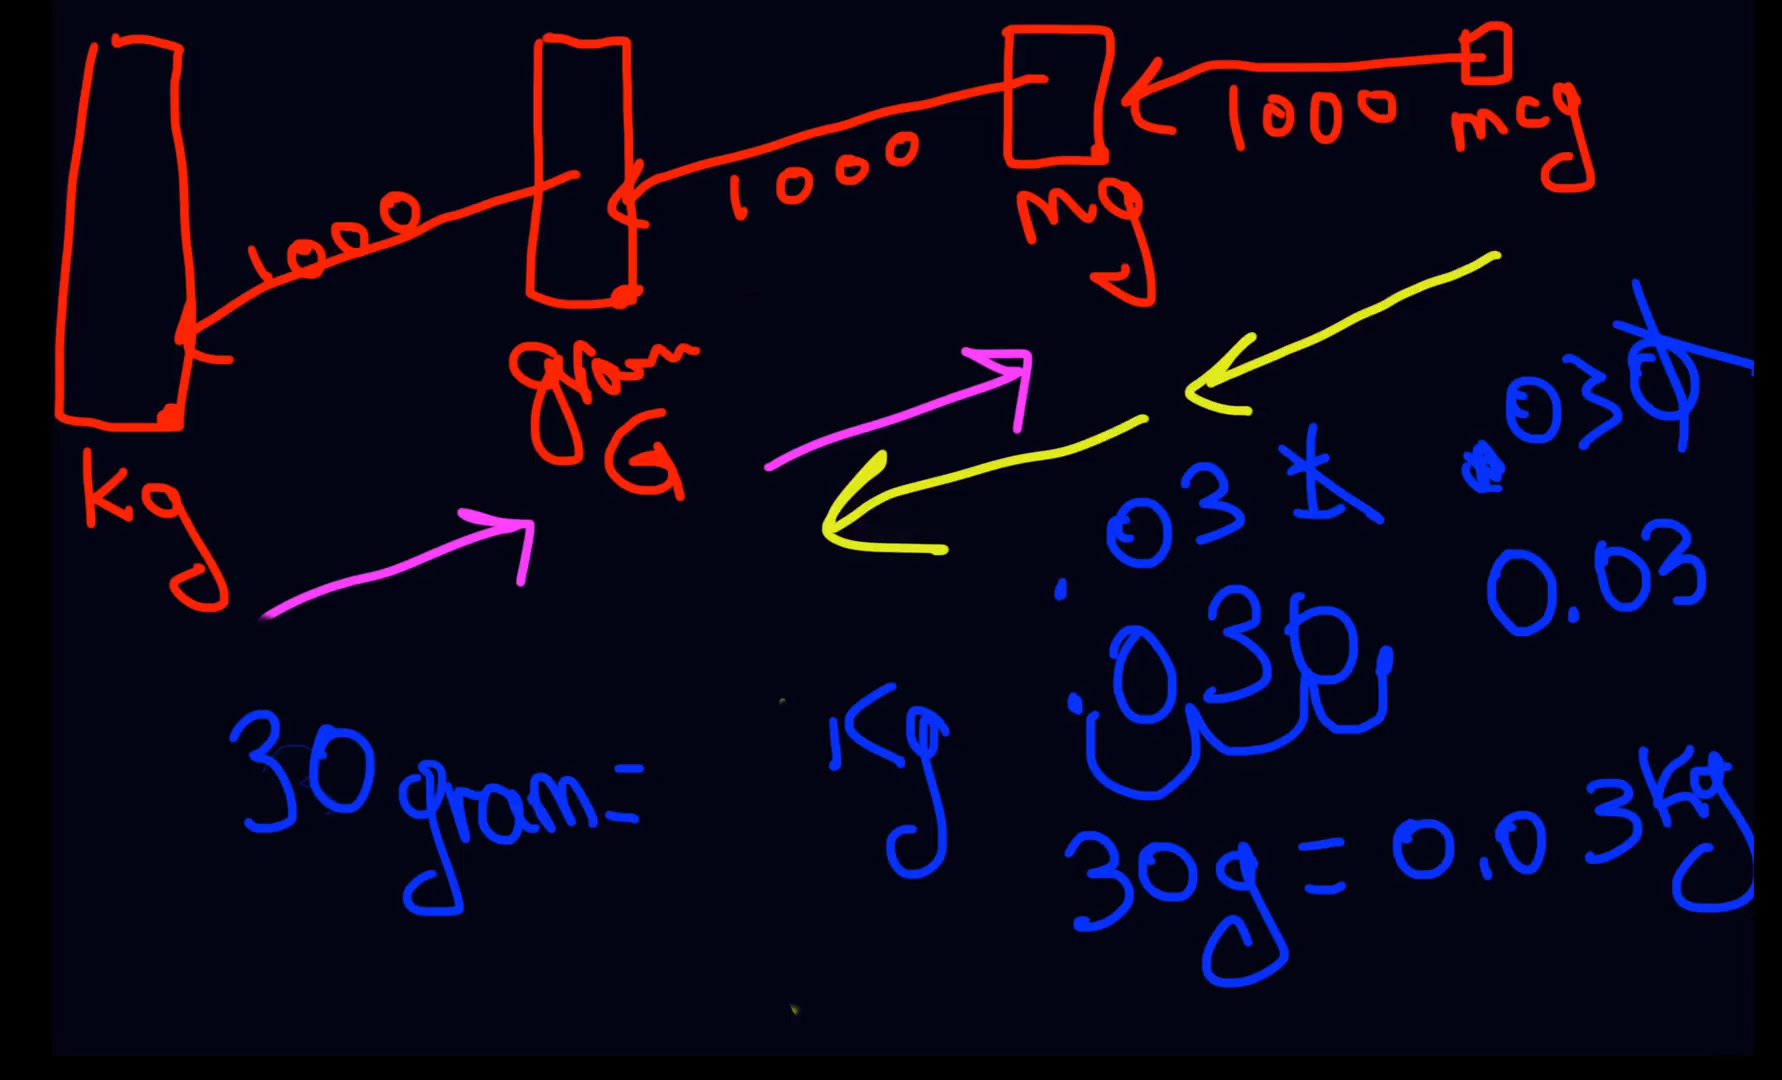 1000 1000 1000
kg gram G mg mcg
.03 .030
.030. 0.03
30 gram = Kg
30g = 0.03Kg